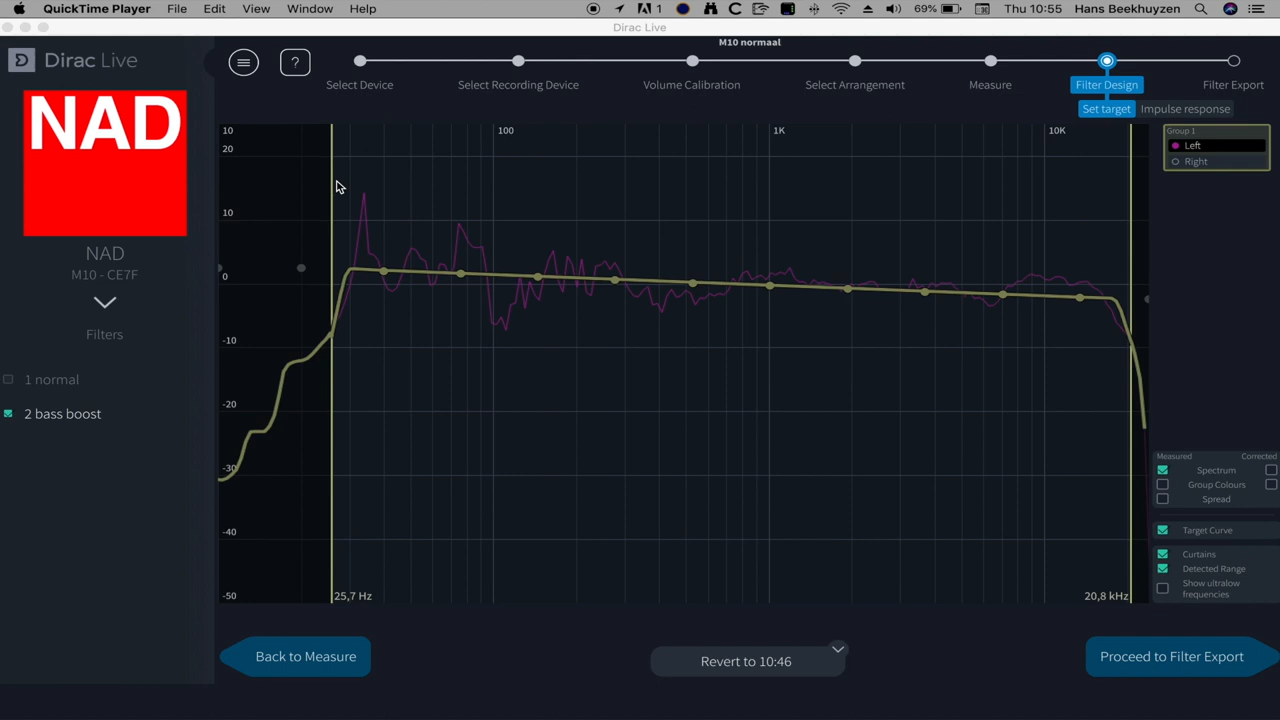 QuickTime Player File Edit View Window Help 1 69% Thu 10:55 Hans Beekhuyzen
Dirac Live
M10 normaal
Dirac Live
?
Select Device Select Recording Device Volume Calibration Select Arrangement Measure Filter Design Filter Export
Set target Impulse response
NAD
NAD
M10 - CE7F
Filters
1 normal
2 bass boost
10 100 1K 10K
20
10
0
-10
-20
-30
-40
-50
25,7 Hz 20,8 kHz
Group 1
Left
Right
Measured Corrected
Spectrum
Group Colours
Spread
Target Curve
Curtains
Detected Range
Show ultralow
frequencies
Back to Measure Revert to 10:46 Proceed to Filter Export